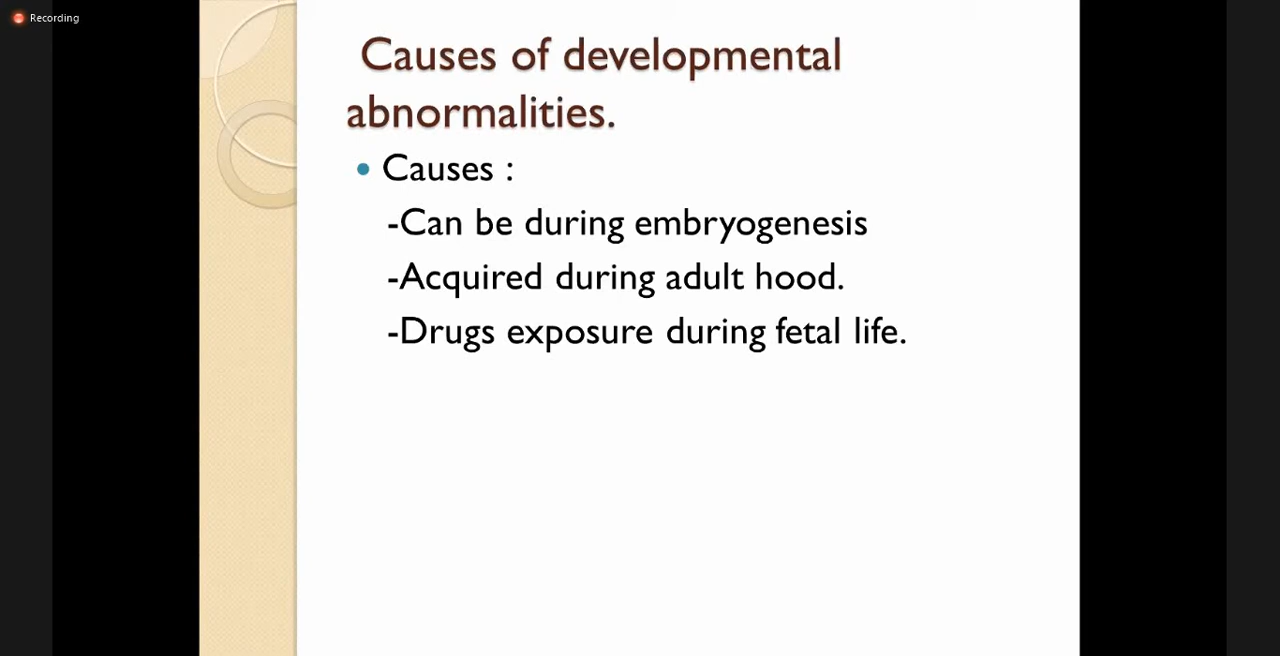 Recording
Causes of developmental
abnormalities.
Causes :
-Can be during embryogenesis
-Acquired during adult hood.
-Drugs exposure during fetal life.